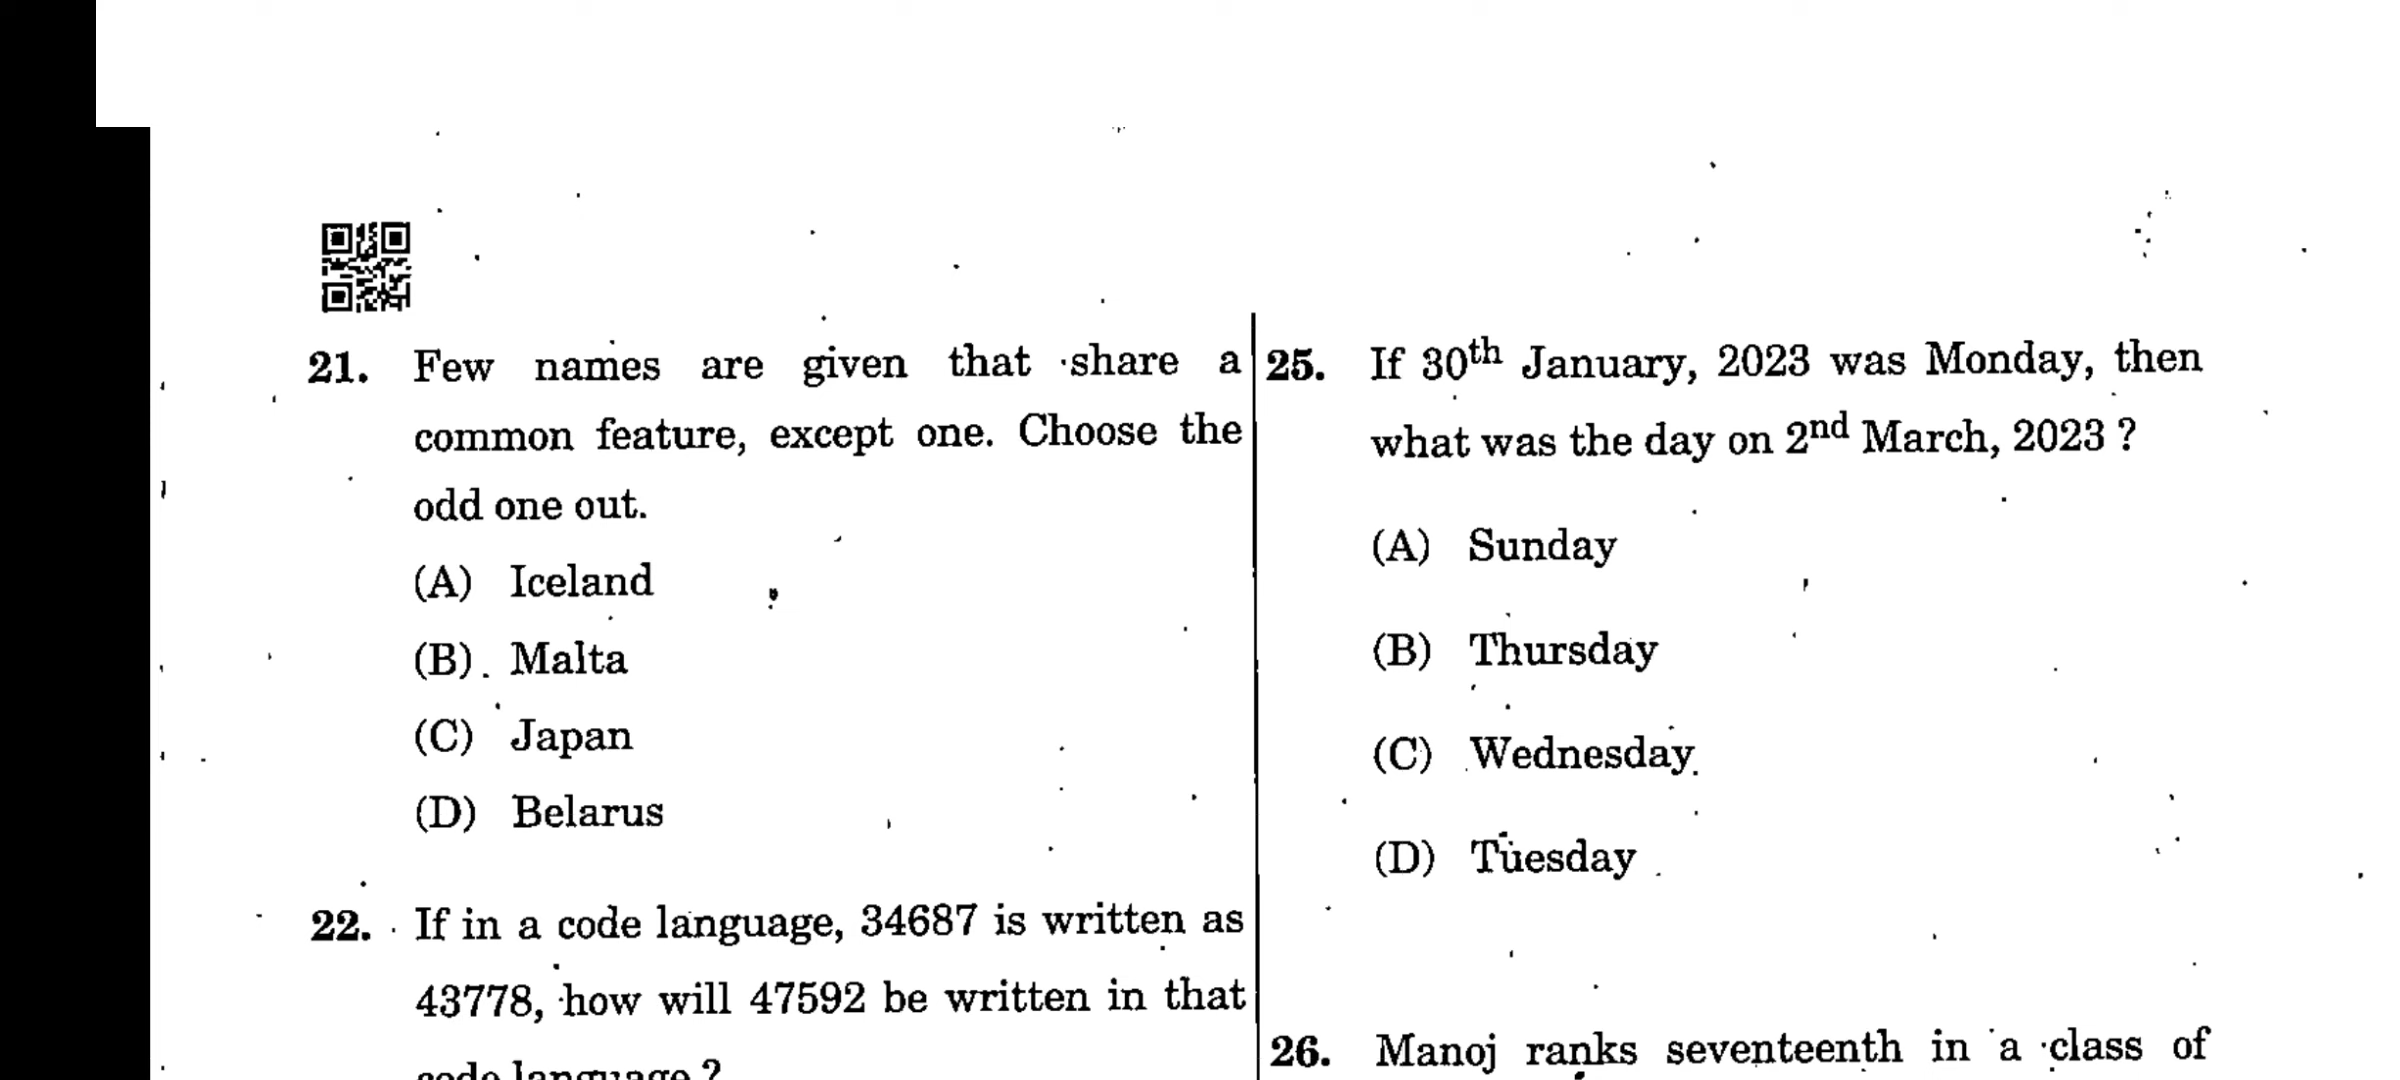 21. Few names are given that share a
common feature, except one. Choose the
odd one out.
(A) Iceland
(B) Malta
(C) Japan
(D) Belarus
22. If in a code language, 34687 is written as
43778, how will 47592 be written in that
code language ?
25. If 30th January, 2023 was Monday, then
what was the day on 2nd March, 2023 ?
(A) Sunday
(B) Thursday
(C) Wednesday
(D) Tuesday
26. Manoj ranks seventeenth in a class of